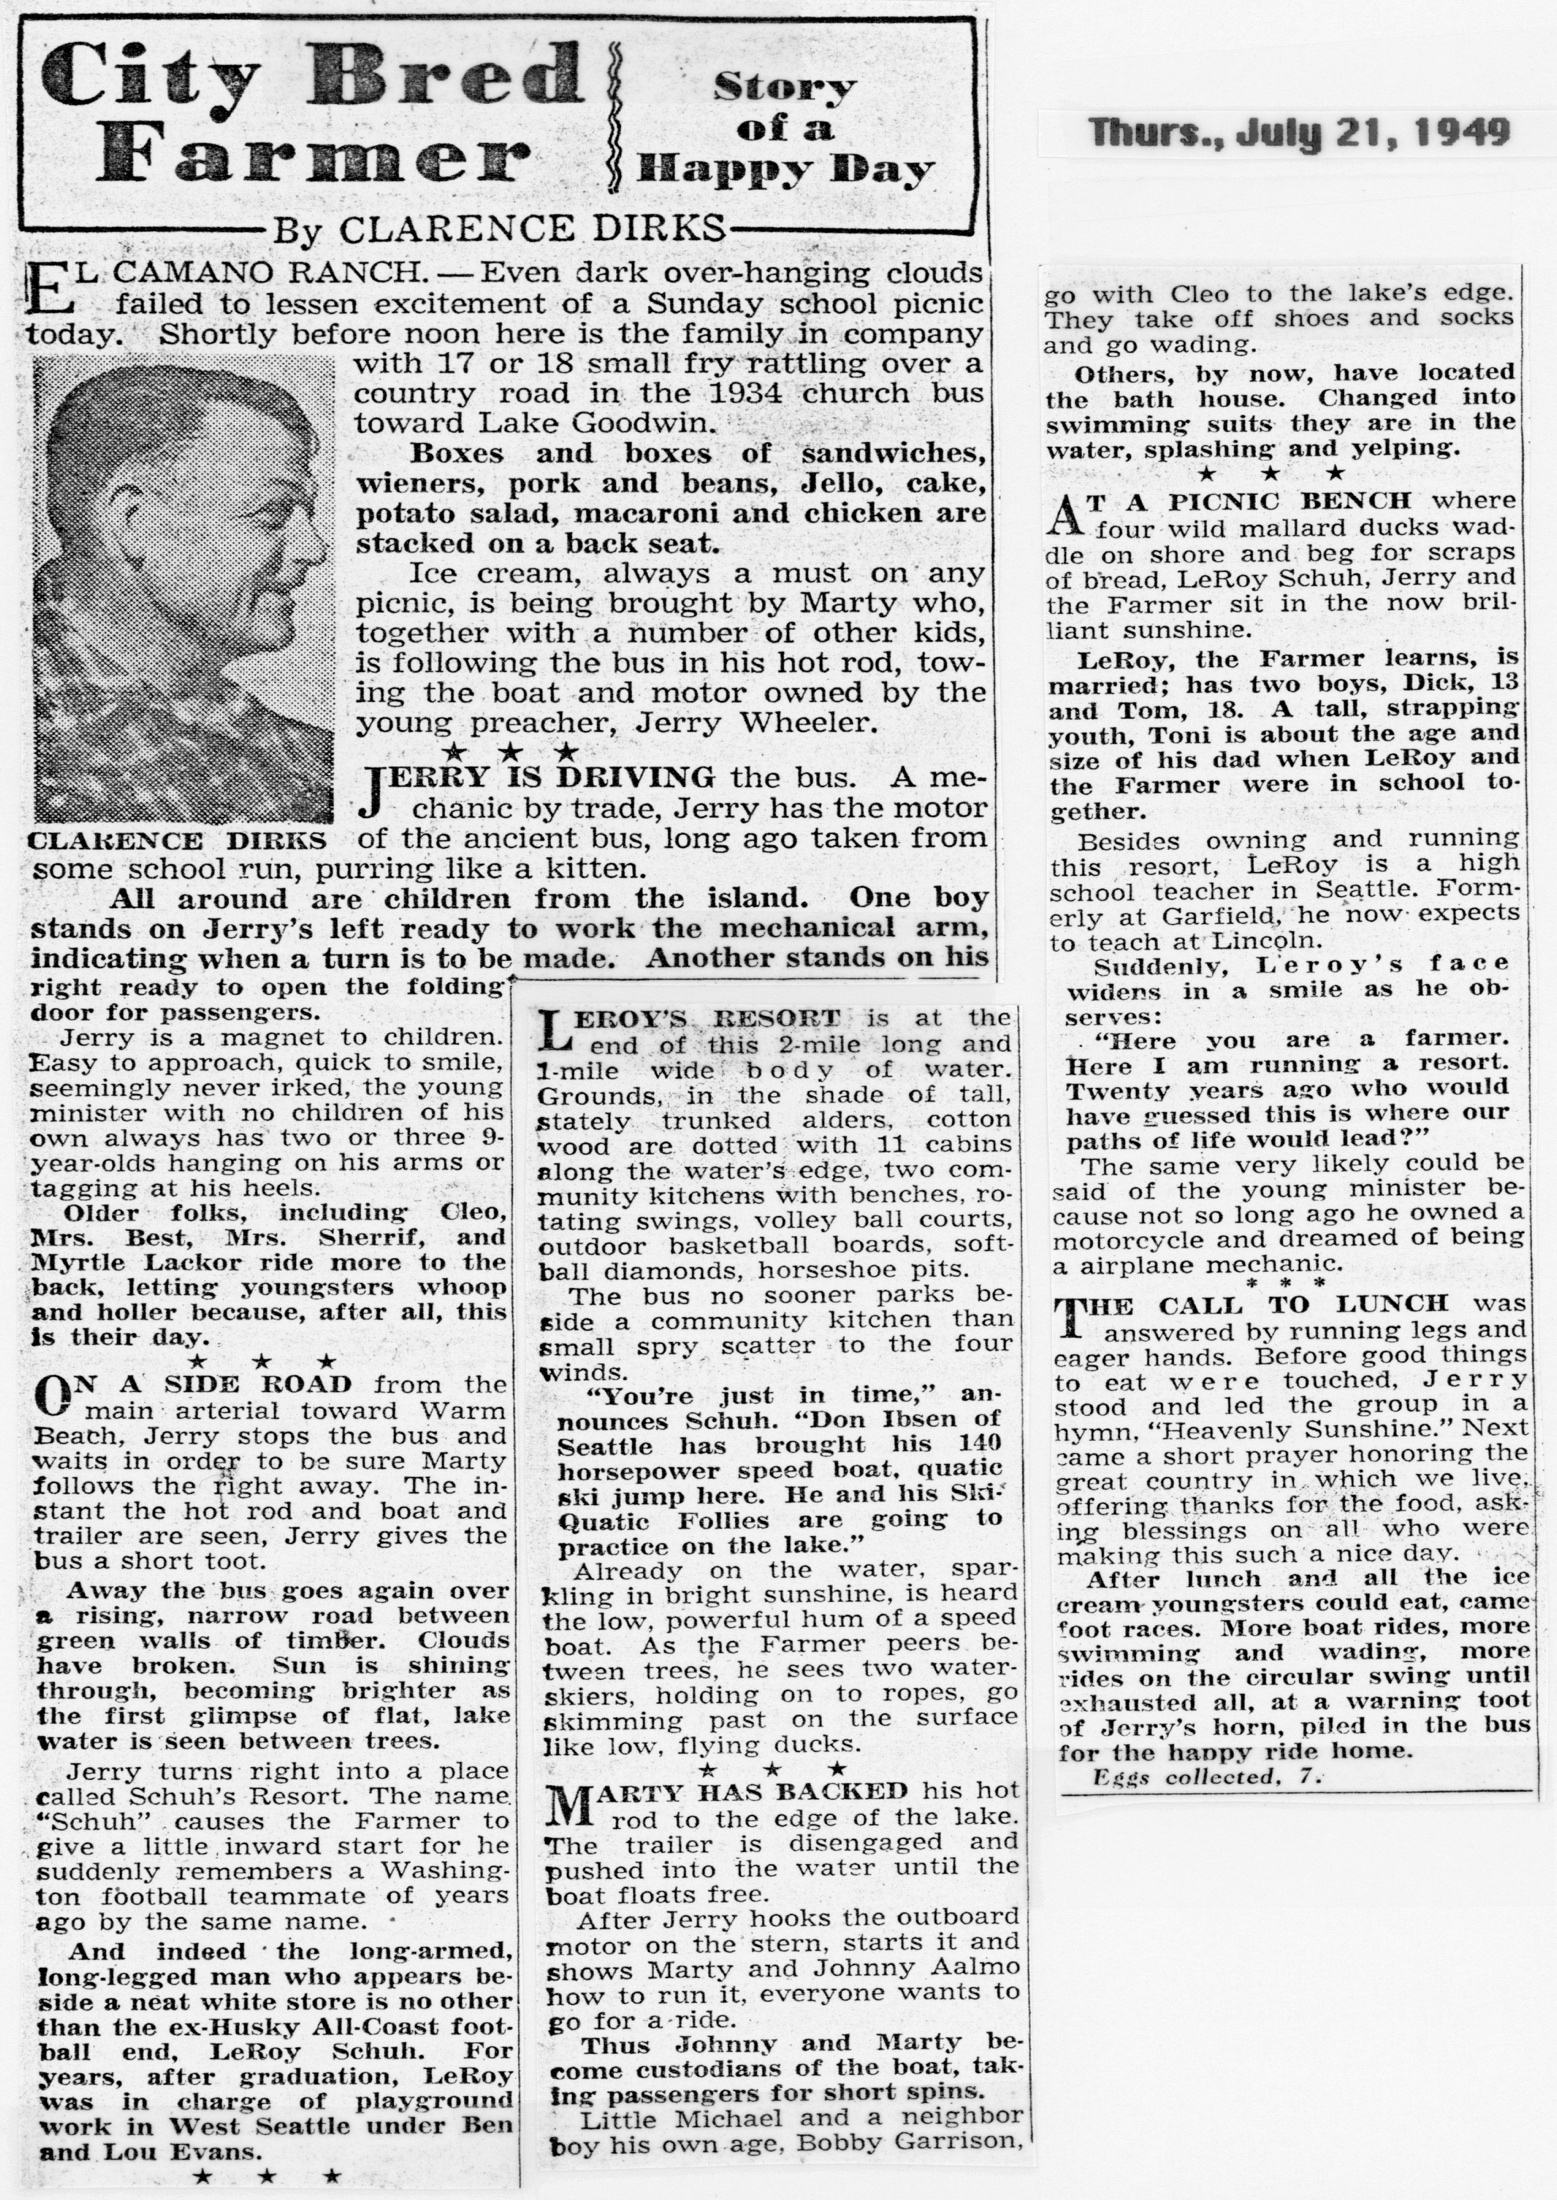 City Bred
Farmer
Story
of a
Happy Day
By CLARENCE DIRKS
Thurs., July 21, 1949
EL CAMANO RANCH. — Even dark over-hanging clouds
failed to lessen excitement of a Sunday school picnic
today. Shortly before noon here is the family in company
with 17 or 18 small fry rattling over a
country road in the 1934 church bus
toward Lake Goodwin.
Boxes and boxes of sandwiches,
wieners, pork and beans, Jello, cake,
potato salad, macaroni and chicken are
stacked on a back seat.
Ice cream, always a must on any
picnic, is being brought by Marty who,
together with a number of other kids,
is following the bus in his hot rod, tow-
ing the boat and motor owned by the
young preacher, Jerry Wheeler.
★ ★ ★
JERRY IS DRIVING the bus. A me-
chanic by trade, Jerry has the motor
CLARENCE DIRKS
of the ancient bus, long ago taken from
some school run, purring like a kitten.
All around are children from the island. One boy
stands on Jerry's left ready to work the mechanical arm,
indicating when a turn is to be made. Another stands on his
right ready to open the folding
door for passengers.
Jerry is a magnet to children.
Easy to approach, quick to smile,
seemingly never irked, the young
minister with no children of his
own always has two or three 9-
year-olds hanging on his arms or
tagging at his heels.
Older folks, including Cleo,
Mrs. Best, Mrs. Sherrif, and
Myrtle Lackor ride more to the
back, letting youngsters whoop
and holler because, after all, this
is their day.
★ ★ ★
ON A SIDE ROAD from the
main arterial toward Warm
Beach, Jerry stops the bus and
waits in order to be sure Marty
follows the right away. The in-
stant the hot rod and boat and
trailer are seen, Jerry gives the
bus a short toot.
Away the bus goes again over
a rising, narrow road between
green walls of timber. Clouds
have broken. Sun is shining
through, becoming brighter as
the first glimpse of flat, lake
water is seen between trees.
Jerry turns right into a place
called Schuh's Resort. The name
"Schuh" causes the Farmer to
give a little inward start for he
suddenly remembers a Washing-
ton football teammate of years
ago by the same name.
And indeed the long-armed,
long-legged man who appears be-
side a neat white store is no other
than the ex-Husky All-Coast foot-
ball end, LeRoy Schuh. For
years, after graduation, LeRoy
was in charge of playground
work in West Seattle under Ben
and Lou Evans.
★ ★ ★
LEROY'S RESORT is at the
end of this 2-mile long and
1-mile wide body of water.
Grounds, in the shade of tall,
stately trunked alders, cotton
wood are dotted with 11 cabins
along the water's edge, two com-
munity kitchens with benches, ro-
tating swings, volley ball courts,
outdoor basketball boards, soft-
ball diamonds, horseshoe pits.
The bus no sooner parks be-
side a community kitchen than
small spry scatter to the four
winds.
"You're just in time," an-
nounces Schuh. "Don Ibsen of
Seattle has brought his 140
horsepower speed boat, quatic
ski jump here. He and his Ski-
Quatic Follies are going to
practice on the lake."
Already on the water, spar-
kling in bright sunshine, is heard
the low, powerful hum of a speed
boat. As the Farmer peers be-
tween trees, he sees two water-
skiers, holding on to ropes, go
skimming past on the surface
like low, flying ducks.
★ ★ ★
MARTY HAS BACKED his hot
rod to the edge of the lake.
The trailer is disengaged and
pushed into the water until the
boat floats free.
After Jerry hooks the outboard
motor on the stern, starts it and
shows Marty and Johnny Aalmo
how to run it, everyone wants to
go for a ride.
Thus Johnny and Marty be-
come custodians of the boat, tak-
ing passengers for short spins.
Little Michael and a neighbor
boy his own age, Bobby Garrison,
go with Cleo to the lake's edge.
They take off shoes and socks
and go wading.
Others, by now, have located
the bath house. Changed into
swimming suits they are in the
water, splashing and yelping.
★ ★ ★
AT A PICNIC BENCH where
four wild mallard ducks wad-
dle on shore and beg for scraps
of bread, LeRoy Schuh, Jerry and
the Farmer sit in the now bril-
liant sunshine.
LeRoy, the Farmer learns, is
married; has two boys, Dick, 13
and Tom, 18. A tall, strapping
youth, Toni is about the age and
size of his dad when LeRoy and
the Farmer were in school to-
gether.
Besides owning and running
this resort, LeRoy is a high
school teacher in Seattle. Form-
erly at Garfield, he now expects
to teach at Lincoln.
Suddenly, Leroy's face
widens in a smile as he ob-
serves:
"Here you are a farmer.
Here I am running a resort.
Twenty years ago who would
have guessed this is where our
paths of life would lead?"
The same very likely could be
said of the young minister be-
cause not so long ago he owned a
motorcycle and dreamed of being
a airplane mechanic.
* * *
THE CALL TO LUNCH was
answered by running legs and
eager hands. Before good things
to eat were touched, Jerry
stood and led the group in a
hymn, "Heavenly Sunshine." Next
came a short prayer honoring the
great country in which we live,
offering thanks for the food, ask-
ing blessings on all who were
making this such a nice day.
After lunch and all the ice
cream youngsters could eat, came
foot races. More boat rides, more
swimming and wading, more
rides on the circular swing until
exhausted all, at a warning toot
of Jerry's horn, piled in the bus
for the happy ride home.
Eggs collected, 7.